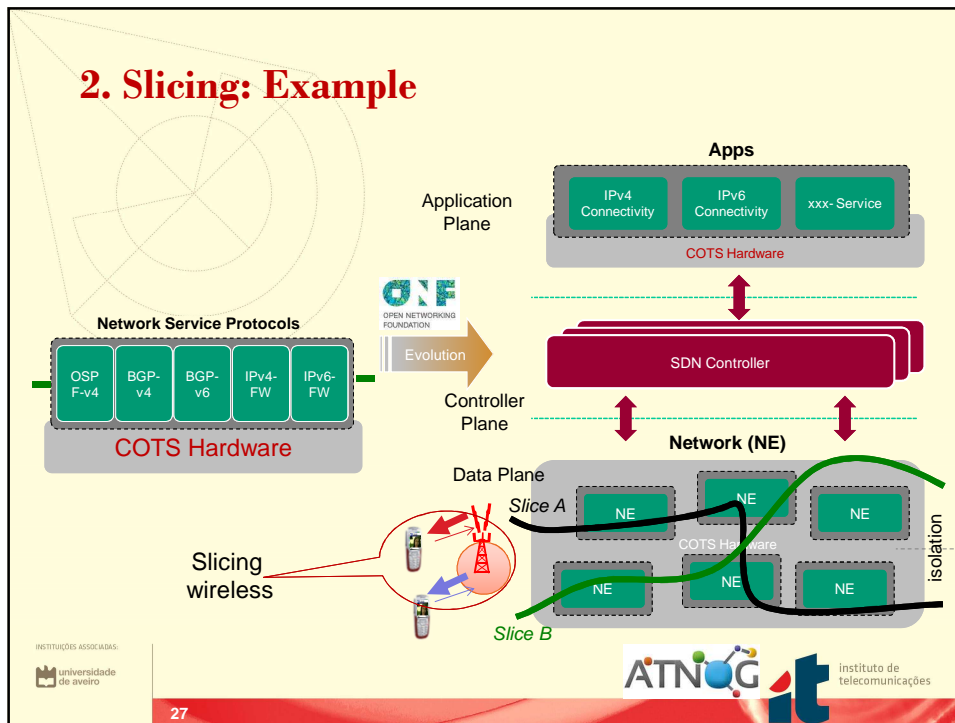 2. Slicing: Example
Apps
Application
Plane
IPv4
Connectivity
IPv6
Connectivity
xxx- Service
COTS Hardware
ONF
OPEN NETWORKING
FOUNDATION
Evolution
Network Service Protocols
OSP
F-v4
BGP-
v4
BGP-
v6
IPv4-
FW
IPv6-
FW
COTS Hardware
SDN Controller
Controller
Plane
Network (NE)
Data Plane
Slice A
NE
NE
NE
COTS Hardware
NE
NE
NE
isolation
Slicing
wireless
Slice B
INSTITUIÇÕES ASSOCIADAS:
universidade
de aveiro
ATNOG
it
instituto de
telecomunicações
27